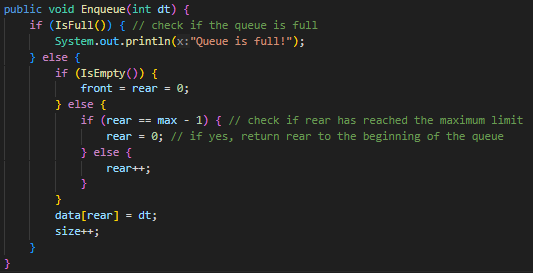 public void Enqueue(int dt) {
    if (IsFull()) { // check if the queue is full
        System.out.println(x:"Queue is full!");
    } else {
        if (IsEmpty()) {
            front = rear = 0;
        } else {
            if (rear == max - 1) { // check if rear has reached the maximum limit
                rear = 0; // if yes, return rear to the beginning of the queue
            } else {
                rear++;
            }
        }
        data[rear] = dt;
        size++;
    }
}